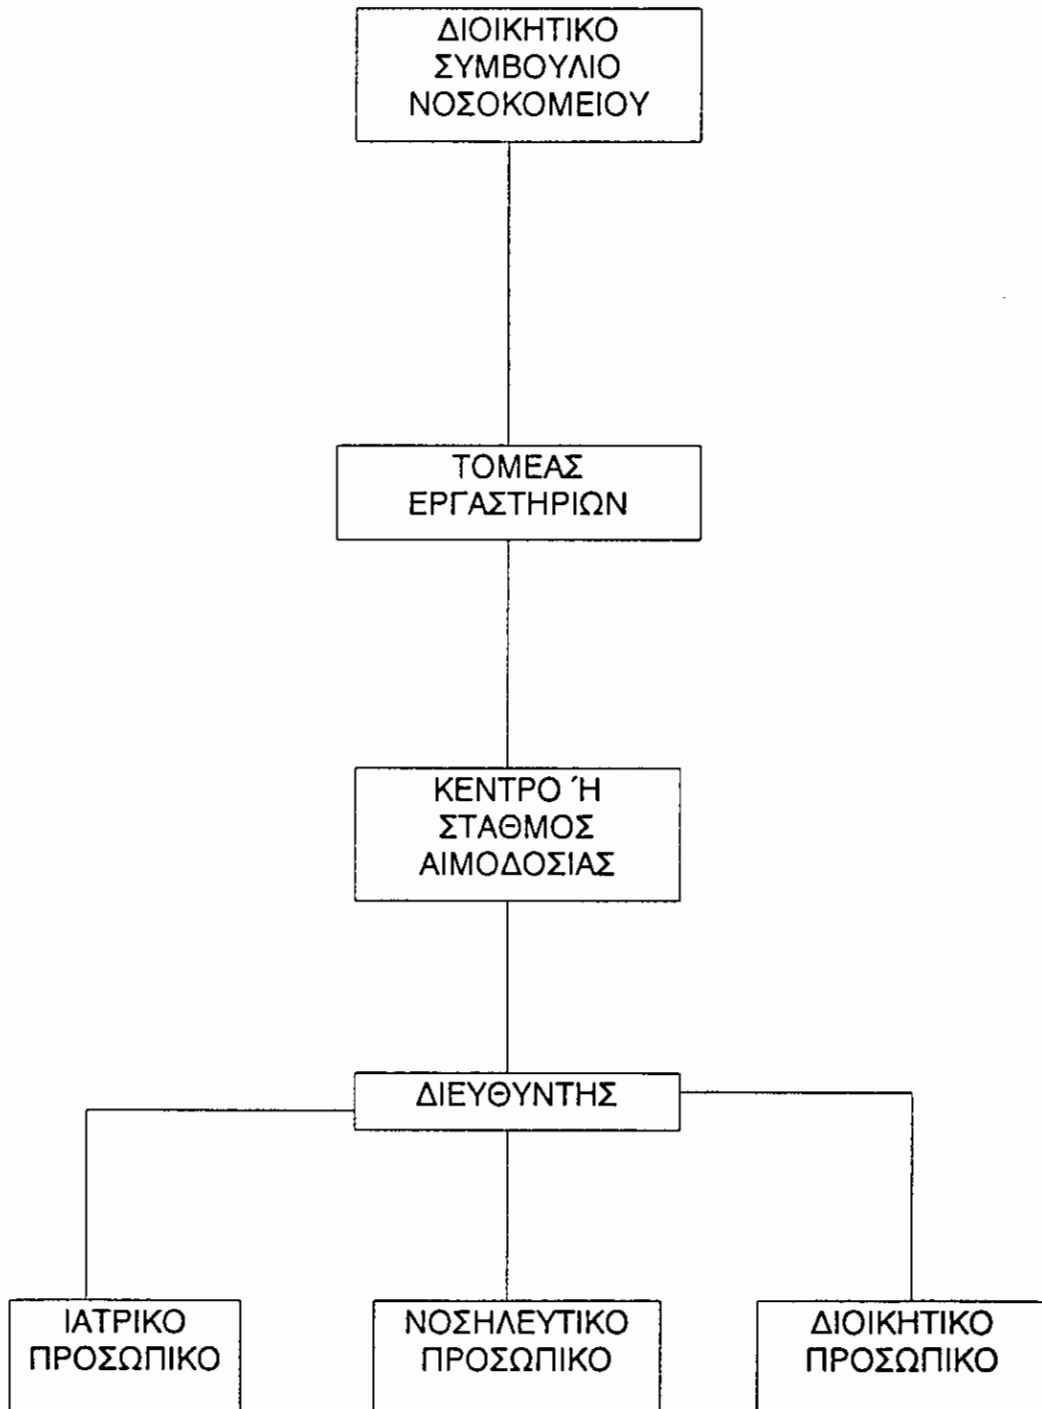 ΔΙΟΙΚΗΤΙΚΟ
ΣΥΜΒΟΥΛΙΟ
ΝΟΣΟΚΟΜΕΙΟΥ
ΤΟΜΕΑΣ
ΕΡΓΑΣΤΗΡΙΩΝ
ΚΕΝΤΡΟ Ή
ΣΤΑΘΜΟΣ
ΑΙΜΟΔΟΣΙΑΣ
ΔΙΕΥΘΥΝΤΗΣ
ΙΑΤΡΙΚΟ
ΠΡΟΣΩΠΙΚΟ
ΝΟΣΗΛΕΥΤΙΚΟ
ΠΡΟΣΩΠΙΚΟ
ΔΙΟΙΚΗΤΙΚΟ
ΠΡΟΣΩΠΙΚΟ